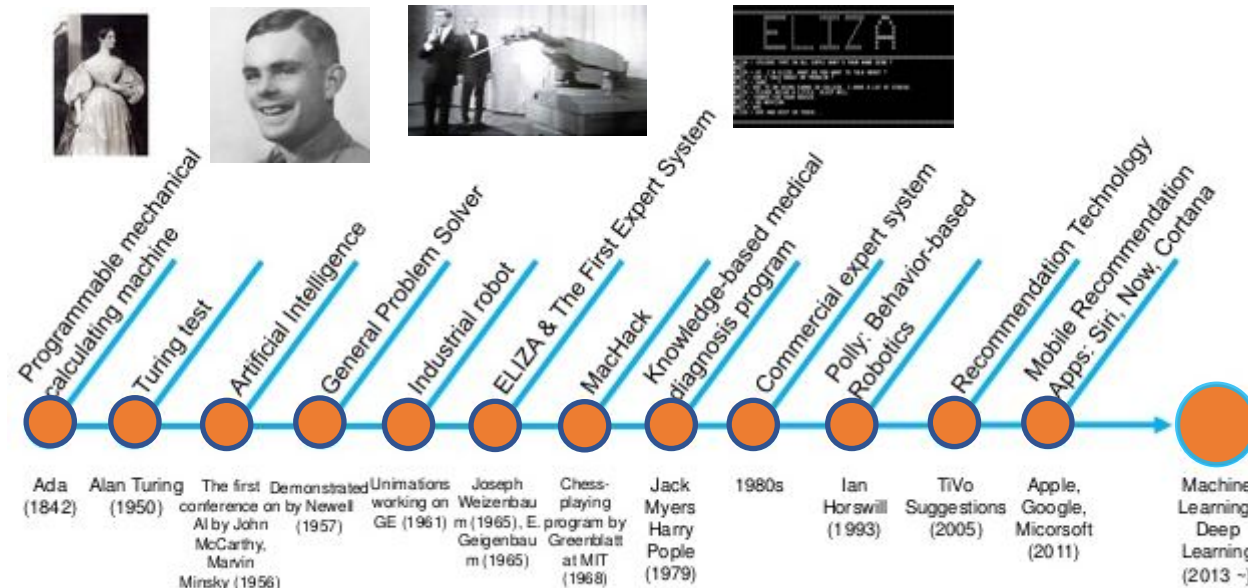 ELIZA
Programmable mechanical
calculating machine
Turing test
Artificial Intelligence
General Problem Solver
Industrial robot
ELIZA & The First Expert System
MacHack
Knowledge-based medical
diagnosis program
Commercial expert system
Polly: Behavior-based
Robotics
Recommendation Technology
Mobile Recommendation
Apps: Siri, Now, Cortana
Ada
(1842)
Alan Turing
(1950)
The first
conference on
AI by John
McCarthy,
Marvin
Minsky (1956)
Demonstrated
by Newell
(1957)
Unimations
working on
GE (1961)
Joseph
Weizenbau
m (1965), E.
Geigenbau
m (1965)
Chess-
playing
program by
Greenblatt
at MIT
(1968)
Jack
Myers
Harry
Pople
(1979)
1980s
Ian
Horswill
(1993)
TiVo
Suggestions
(2005)
Apple,
Google,
Micorsoft
(2011)
Machine
Learning,
Deep
Learning
(2013 ~)